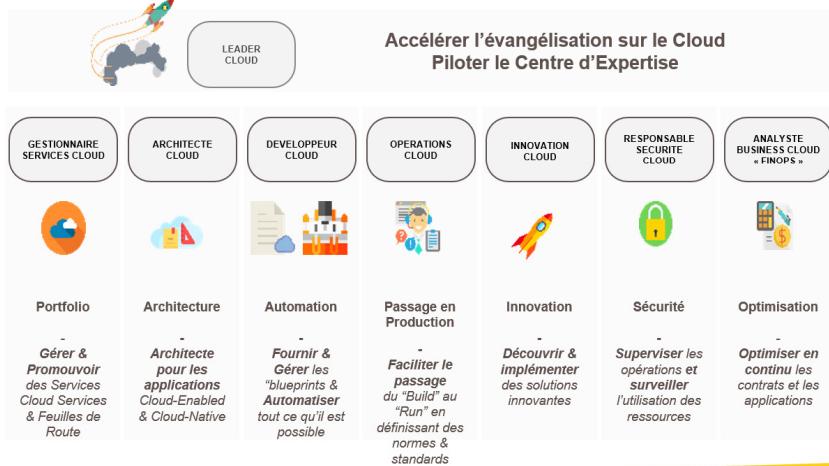 LEADER
CLOUD
Accélérer l’évangélisation sur le Cloud
Piloter le Centre d’Expertise
GESTIONNAIRE
SERVICES CLOUD
ARCHITECTE
CLOUD
DEVELOPPEUR
CLOUD
OPERATIONS
CLOUD
INNOVATION
CLOUD
RESPONSABLE
SECURITE
CLOUD
ANALYSTE
BUSINESS CLOUD
« FINOPS »
Portfolio
-
Gérer &
Promouvoir
des Services
Cloud Services
& Feuilles de
Route
Architecture
-
Architecte
pour les
applications
Cloud-Enabled
& Cloud-Native
Automation
-
Fournir &
Gérer les
“blueprints &
Automatiser
tout ce qu’il est
possible
Passage en
Production
-
Faciliter le
passage
du “Build” au
“Run” en
définissant des
normes &
standards
Innovation
-
Découvrir &
implémenter
des solutions
innovantes
Sécurité
-
Superviser les
opérations et
surveiller
l’utilisation des
ressources
Optimisation
-
Optimiser en
continu les
contrats et les
applications